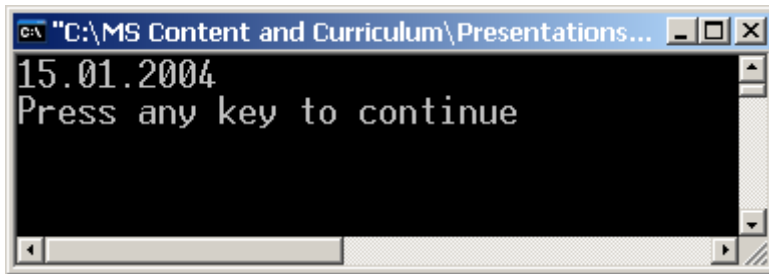 "C:\MS Content and Curriculum\Presentations...
15.01.2004
Press any key to continue